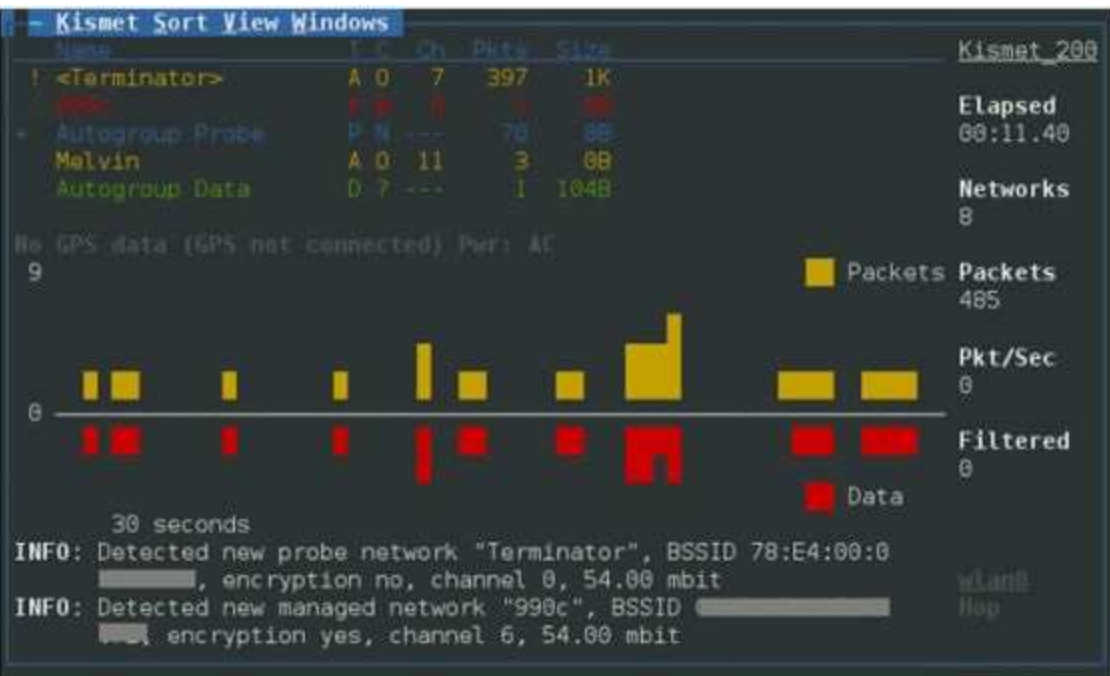 ~ Kismet Sort View Windows
Name T C Ch Pkts Size
Kismet_200
! <Terminator> A O 7 397 1K
Elapsed
+ Autogroup Probe P N --- 70 0B
00:11.40
Melvin A O 11 3 0B
Autogroup Data D ? --- 1 104B
Networks
8
No GPS data (GPS not connected) Pwr: AC
9
Packets
Packets
485
Pkt/Sec
0
0
Filtered
0
Data
30 seconds
INFO: Detected new probe network "Terminator", BSSID 78:E4:00:0
, encryption no, channel 0, 54.00 mbit
wlan0
INFO: Detected new managed network "990c", BSSID
Hop
, encryption yes, channel 6, 54.00 mbit